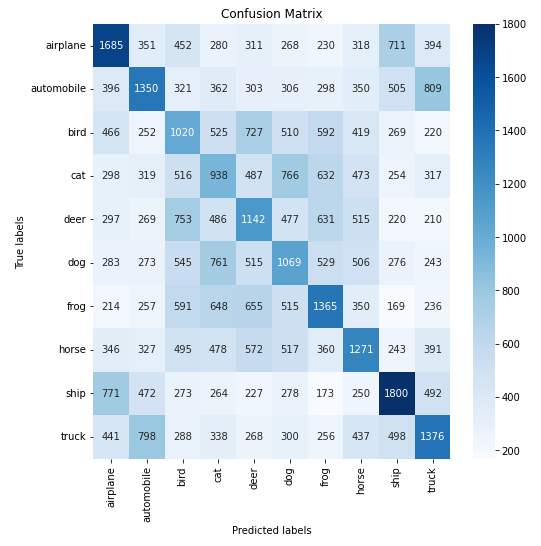 Confusion Matrix
airplane 1685 351 452 280 311 268 230 318 711 394
automobile 396 1350 321 362 303 306 298 350 505 809
bird 466 252 1020 525 727 510 592 419 269 220
cat 298 319 516 938 487 766 632 473 254 317
deer 297 269 753 486 1142 477 631 515 220 210
dog 283 273 545 761 515 1069 529 506 276 243
frog 214 257 591 648 655 515 1365 350 169 236
horse 346 327 495 478 572 517 360 1271 243 391
ship 771 472 273 264 227 278 173 250 1800 492
truck 441 798 288 338 268 300 256 437 498 1376
airplane automobile bird cat deer dog frog horse ship truck
Predicted labels
True labels
1800
1600
1400
1200
1000
800
600
400
200